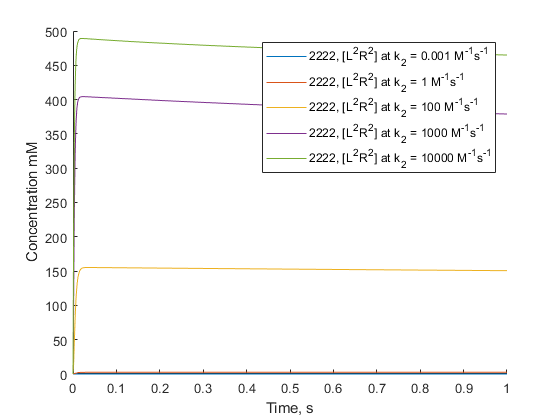 500
450
400
350
300
250
200
150
100
50
0
Concentration mM
2222, [L²R²] at k₂ = 0.001 M⁻¹s⁻¹
2222, [L²R²] at k₂ = 1 M⁻¹s⁻¹
2222, [L²R²] at k₂ = 100 M⁻¹s⁻¹
2222, [L²R²] at k₂ = 1000 M⁻¹s⁻¹
2222, [L²R²] at k₂ = 10000 M⁻¹s⁻¹
0 0.1 0.2 0.3 0.4 0.5 0.6 0.7 0.8 0.9 1
Time, s